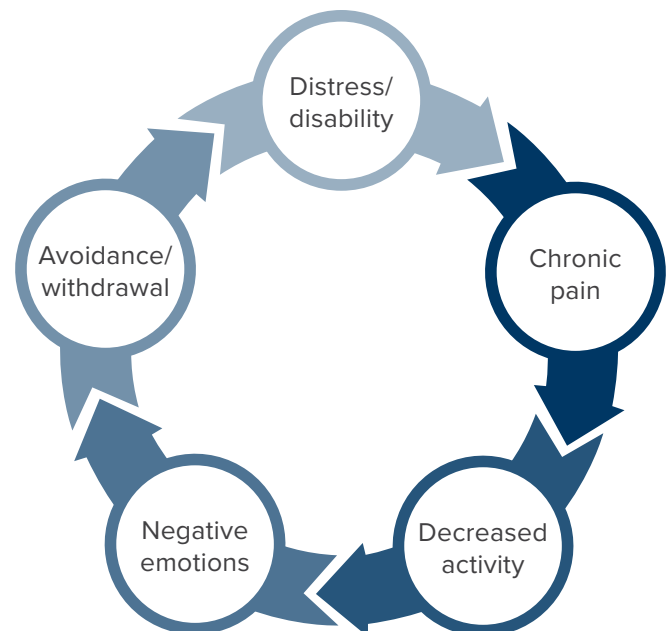 Distress/
disability
Chronic
pain
Decreased
activity
Negative
emotions
Avoidance/
withdrawal